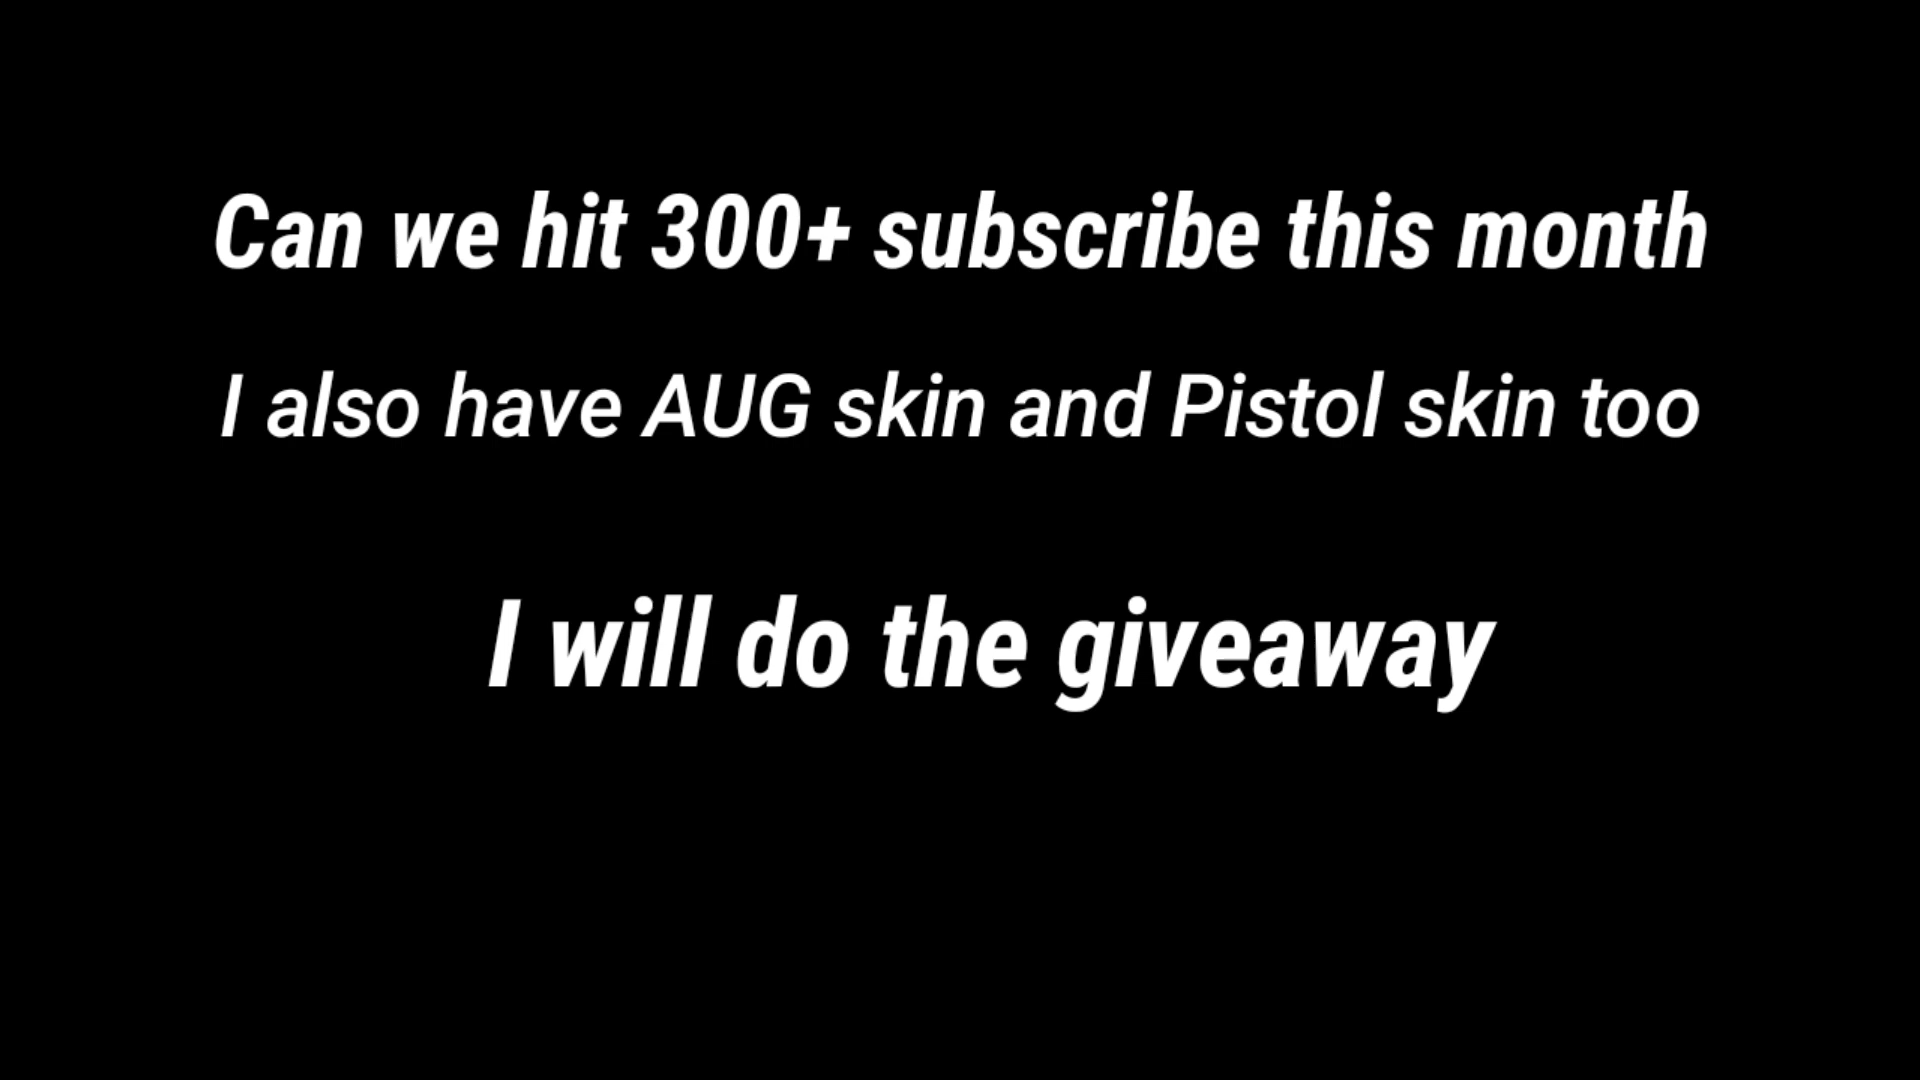 Can we hit 300+ subscribe this month
I also have AUG skin and Pistol skin too
I will do the giveaway